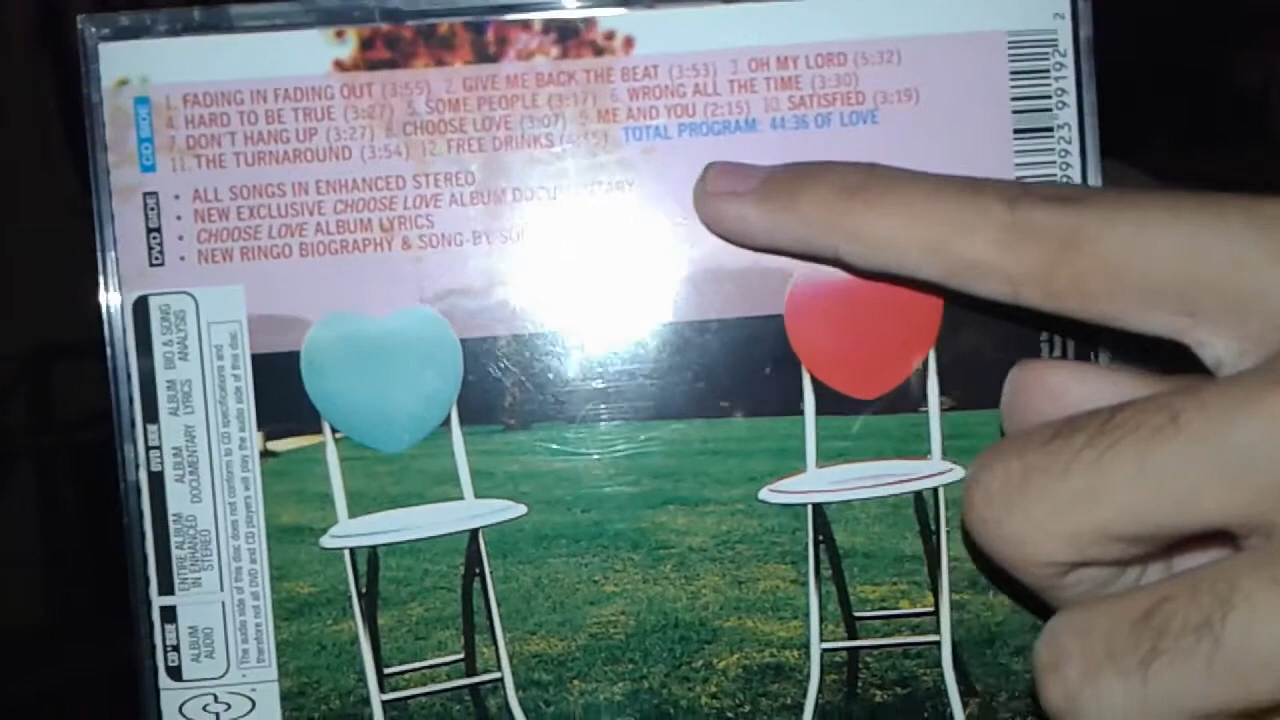 CD SIDE
1. FADING IN FADING OUT (3:55) 2. GIVE ME BACK THE BEAT (3:53) 3. OH MY LORD (5:32)
4. HARD TO BE TRUE (3:27) 5. SOME PEOPLE (3:17) 6. WRONG ALL THE TIME (3:30)
7. DON'T HANG UP (3:27) 8. CHOOSE LOVE (3:07) 9. ME AND YOU (2:15) 10. SATISFIED (3:19)
11. THE TURNAROUND (3:54) 12. FREE DRINKS TOTAL PROGRAM: 44:36 OF LOVE
DVD SIDE
• ALL SONGS IN ENHANCED STEREO
• NEW EXCLUSIVE CHOOSE LOVE ALBUM DOCUMENTARY
• CHOOSE LOVE ALBUM LYRICS
• NEW RINGO BIOGRAPHY & SONG-BY
99923 99192 2
CD SIDE
ALBUM
AUDIO
DVD SIDE
ENTIRE ALBUM
IN ENHANCED
STEREO
ALBUM
DOCUMENTARY
ALBUM
LYRICS
BIO & SONG
ANALYSIS
* The audio side of this disc does not conform to CD specifications and
therefore not all DVD and CD players will play the audio side of this disc.